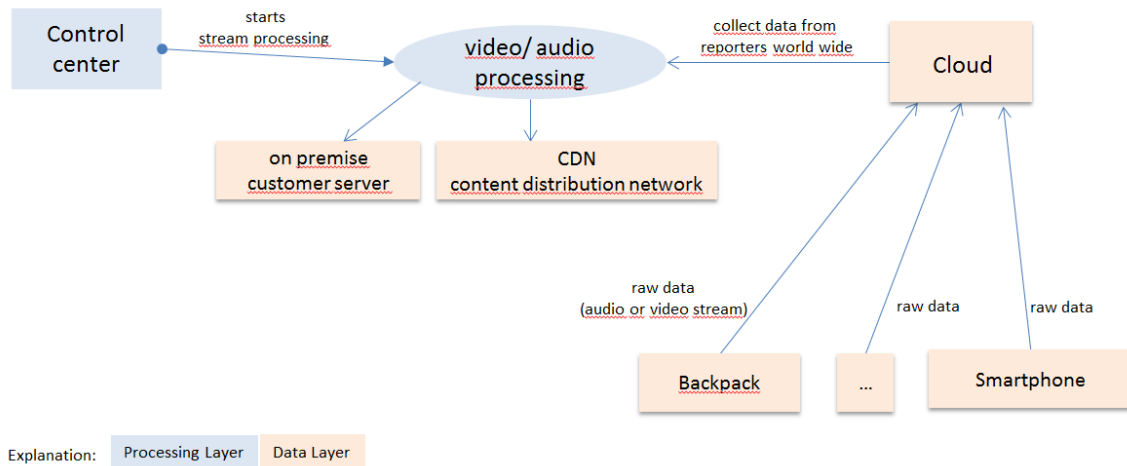 Control
center
starts
stream processing
video/ audio
processing
collect data from
reporters world wide
Cloud
on premise
customer server
CDN
content distribution network
raw data
(audio or video stream)
raw data
raw data
Backpack
...
Smartphone
Explanation:
Processing Layer
Data Layer